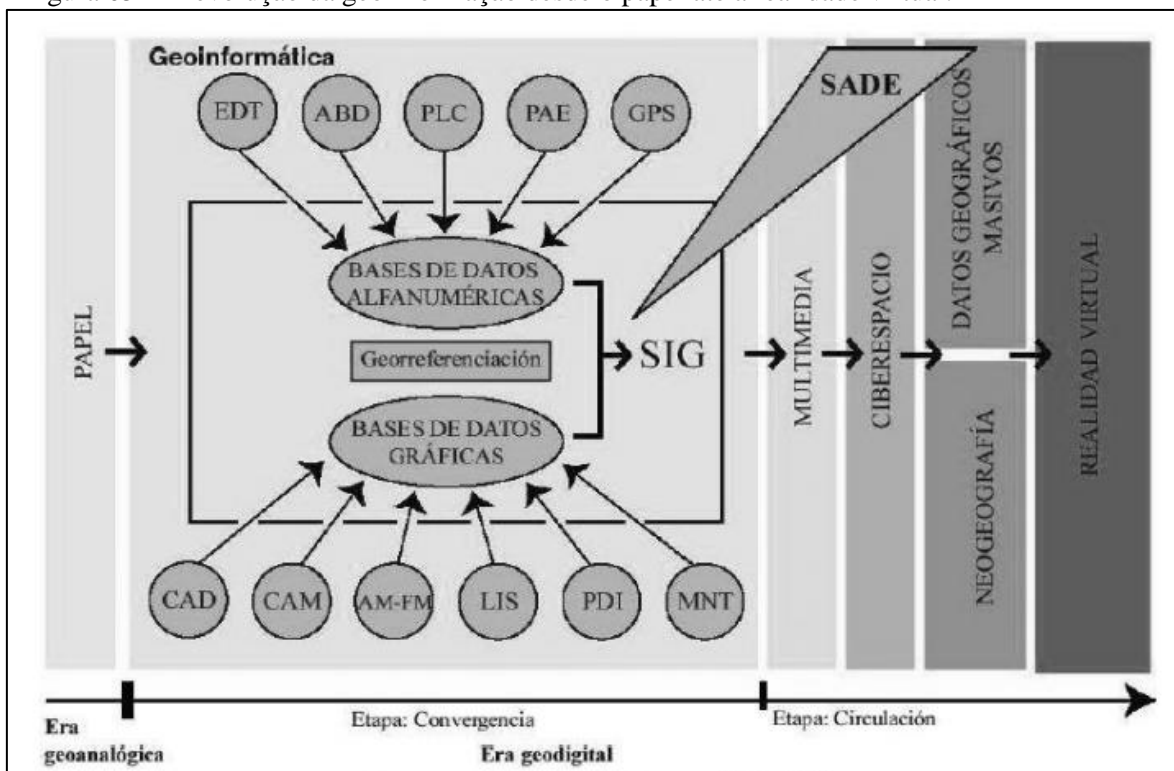 Geoinformática
SADE
EDT
ABD
PLC
PAE
GPS
BASES DE DATOS
ALFANUMÉRICAS
Georreferenciación
SIG
BASES DE DATOS
GRÁFICAS
CAD
CAM
AM-FM
LIS
PDI
MNT
PAPEL
MULTIMEDIA
CIBERESPACIO
DATOS GEOGRÁFICOS
MASIVOS
NEOGEOGRAFÍA
REALIDAD VIRTUAL
Era
geoanalógica
Etapa: Convergencia
Etapa: Circulación
Era geodigital